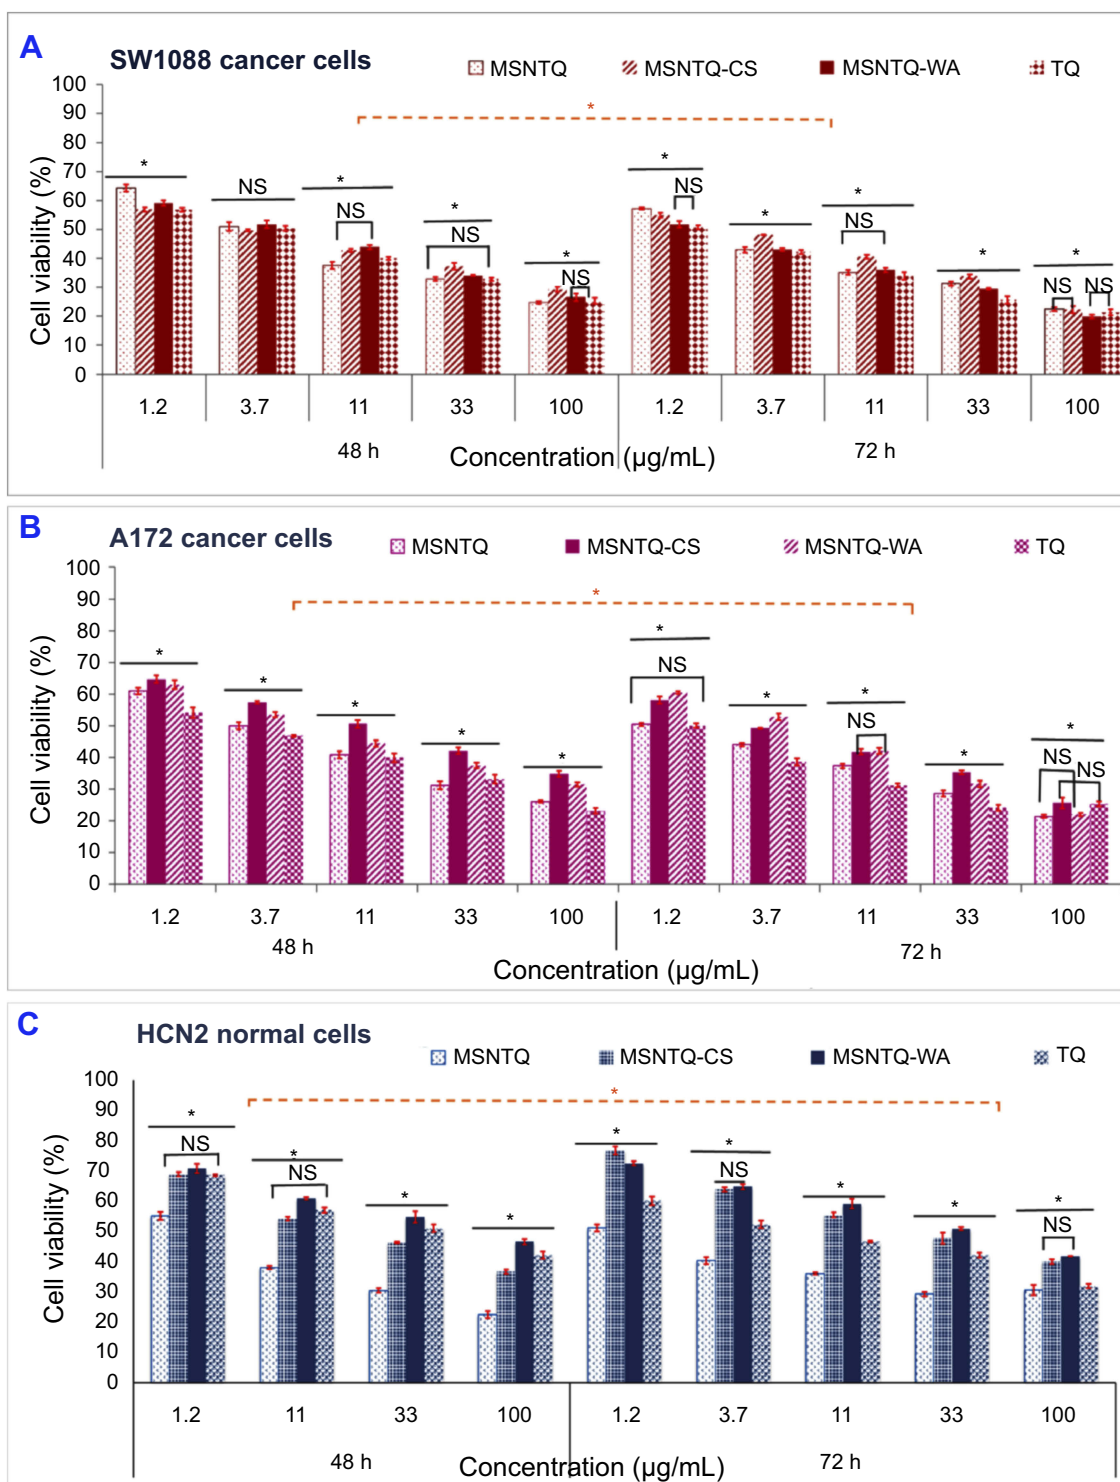 A
SW1088 cancer cells
MSNTQ MSNTQ-CS MSNTQ-WA TQ
Cell viability (%)
100
90
80
70
60
50
40
30
20
10
0
*
* NS * NS * NS * NS * NS * * NS * * NS NS
1.2 3.7 11 33 100 1.2 3.7 11 33 100
48 h 72 h
Concentration (µg/mL)
B
A172 cancer cells
MSNTQ MSNTQ-CS MSNTQ-WA TQ
Cell viability (%)
100
90
80
70
60
50
40
30
20
10
0
*
* * * * * * NS * * NS * * NS NS
1.2 3.7 11 33 100 1.2 3.7 11 33 100
48 h 72 h
Concentration (µg/mL)
C
HCN2 normal cells
MSNTQ MSNTQ-CS MSNTQ-WA TQ
Cell viability (%)
100
90
80
70
60
50
40
30
20
10
0
*
* NS * NS * * * * NS * * * NS
1.2 11 33 100 1.2 3.7 11 33 100
48 h 72 h
Concentration (µg/mL)